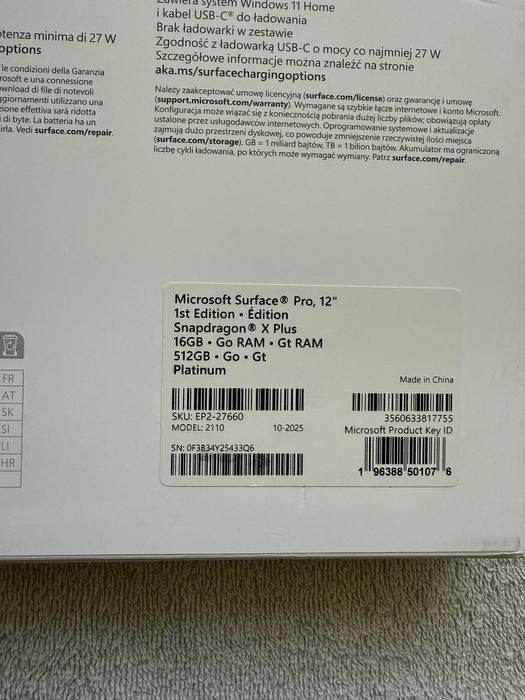 Zawiera system Windows 11 Home
i kabel USB-C® do ładowania
Brak ładowarki w zestawie
Zgodność z ładowarką USB-C o mocy co najmniej 27 W
Szczegółowe informacje można znaleźć na stronie
aka.ms/surfacechargingoptions
Należy zaakceptować umowę licencyjną (surface.com/license) oraz gwarancję i umowę
(support.microsoft.com/warranty). Wymagane są szybkie łącze internetowe i konto Microsoft.
Konfiguracja może wiązać się z koniecznością pobrania dużej liczby plików; obowiązują opłaty
ustalone przez usługodawców internetowych. Oprogramowanie systemowe i aktualizacje
zajmują dużo przestrzeni dyskowej, co powoduje zmniejszenie rzeczywistej ilości miejsca
(surface.com/storage). GB = 1 miliard bajtów, TB = 1 bilion bajtów. Akumulator ma ograniczoną
liczbę cykli ładowania, po których może wymagać wymiany. Patrz surface.com/repair.
minima di 27 W
options
le condizioni della Garanzia
e una connessione
di file di notevoli
utilizzano una
effettiva sarà ridotta
di byte. La batteria ha un
Vedi surface.com/repair.
FR
AT
SK
SI
LI
HR
Microsoft Surface® Pro, 12"
1st Edition • Édition
Snapdragon® X Plus
16GB • Go RAM • Gt RAM
512GB • Go • Gt
Platinum
Made in China
SKU: EP2-27660
MODEL: 2110 10-2025
SN: 0F3B34Y25433Q6
3560633817755
Microsoft Product Key ID
1 96388 50107 6